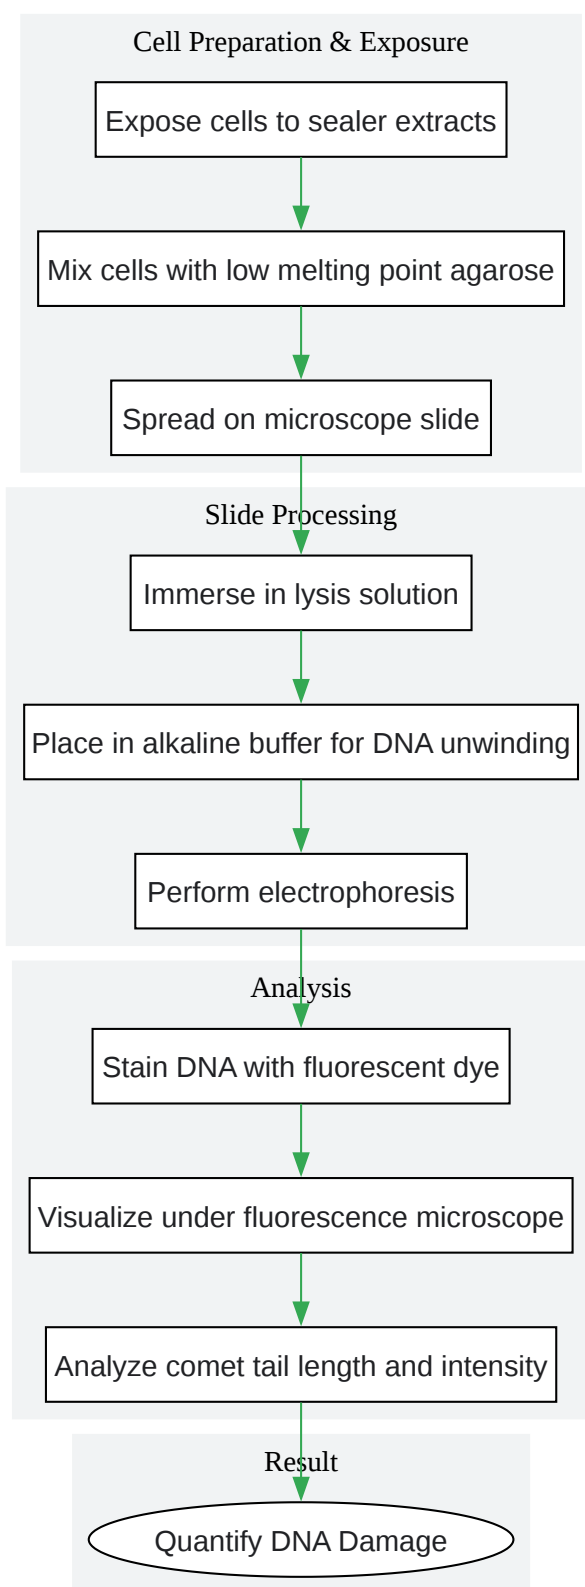 Cell Preparation & Exposure
Expose cells to sealer extracts
Mix cells with low melting point agarose
Spread on microscope slide
Slide Processing
Immerse in lysis solution
Place in alkaline buffer for DNA unwinding
Perform electrophoresis
Analysis
Stain DNA with fluorescent dye
Visualize under fluorescence microscope
Analyze comet tail length and intensity
Result
Quantify DNA Damage